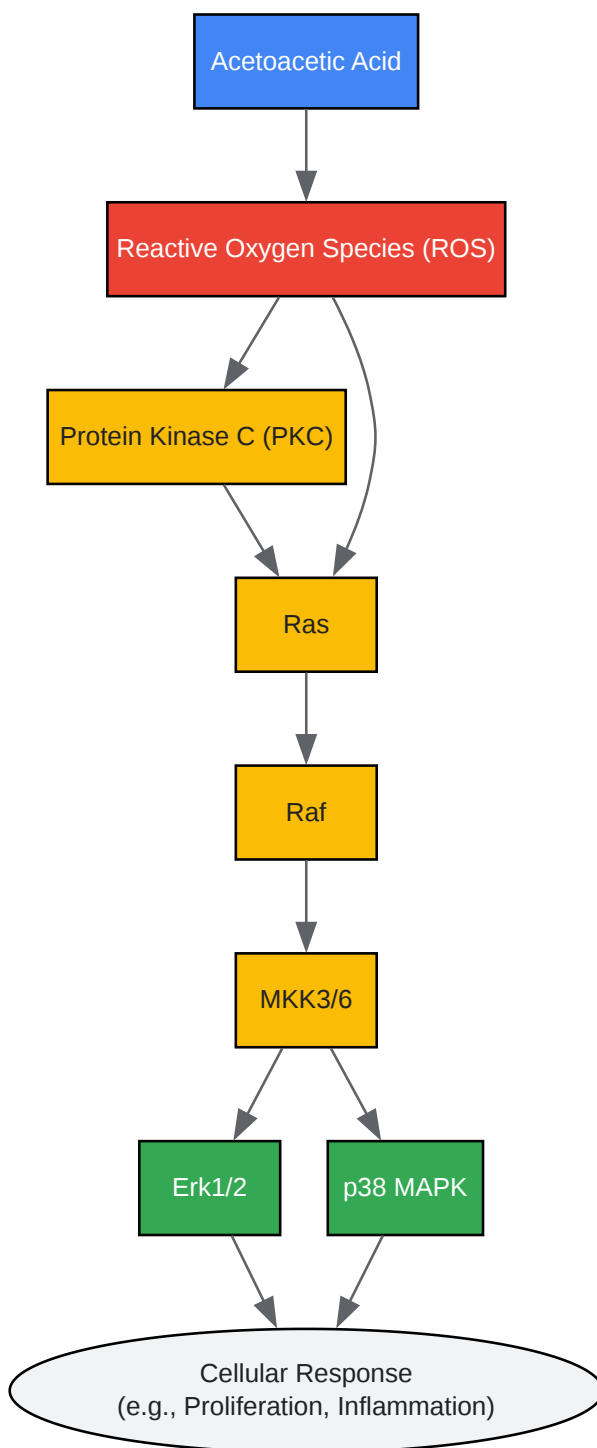 Acetoacetic Acid
Reactive Oxygen Species (ROS)
Protein Kinase C (PKC)
Ras
Raf
MKK3/6
Erk1/2
p38 MAPK
Cellular Response
(e.g., Proliferation, Inflammation)